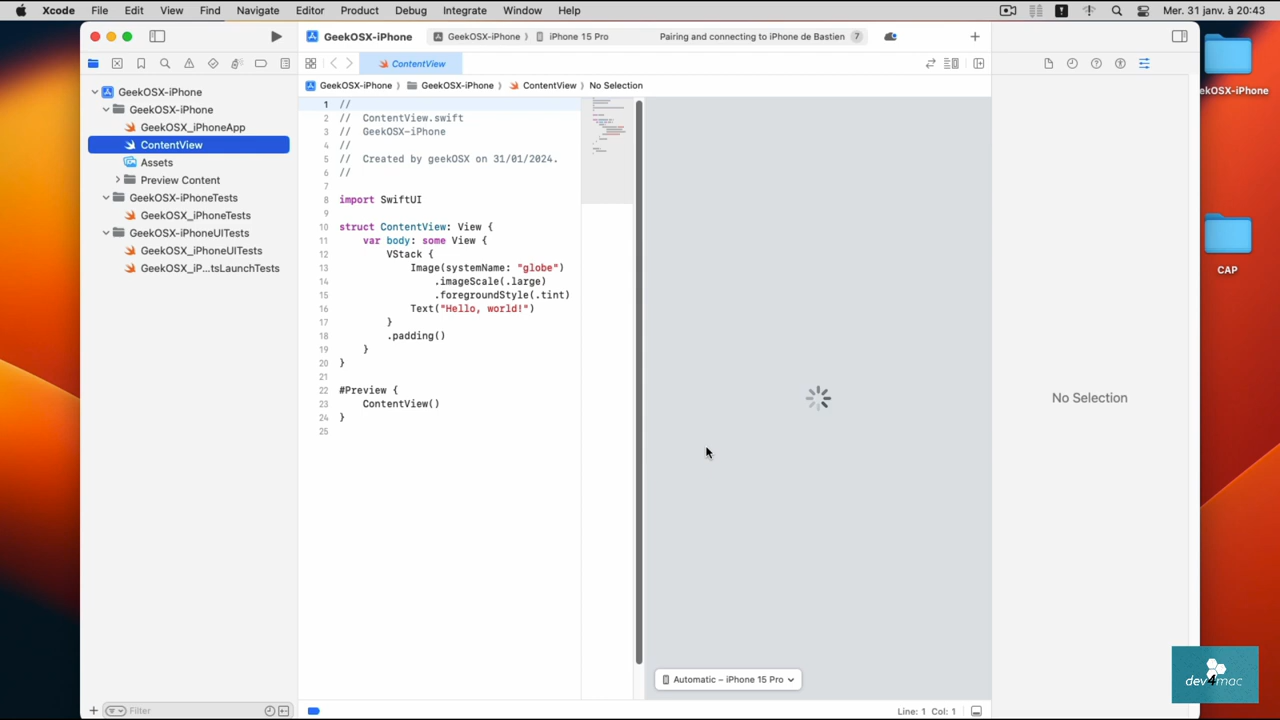 Xcode File Edit View Find Navigate Editor Product Debug Integrate Window Help Mer. 31 janv. à 20:43
GeekOSX-iPhone GeekOSX-iPhone iPhone 15 Pro Pairing and connecting to iPhone de Bastien 7
ContentView
GeekOSX-iPhone GeekOSX-iPhone ContentView No Selection
GeekOSX-iPhone
GeekOSX-iPhone
GeekOSX_iPhoneApp
ContentView
Assets
Preview Content
GeekOSX-iPhoneTests
GeekOSX_iPhoneTests
GeekOSX-iPhoneUITests
GeekOSX_iPhoneUITests
GeekOSX_iP...tsLaunchTests
Filter
1 //
2 // ContentView.swift
3 // GeekOSX-iPhone
4 //
5 // Created by geekOSX on 31/01/2024.
6 //
7
8 import SwiftUI
9
10 struct ContentView: View {
11 var body: some View {
12 VStack {
13 Image(systemName: "globe")
14 .imageScale(.large)
15 .foregroundStyle(.tint)
16 Text("Hello, world!")
17 }
18 .padding()
19 }
20 }
21
22 #Preview {
23 ContentView()
24 }
25
Automatic – iPhone 15 Pro
Line: 1 Col: 1
No Selection
ekOSX-iPhone
CAP
dev4mac